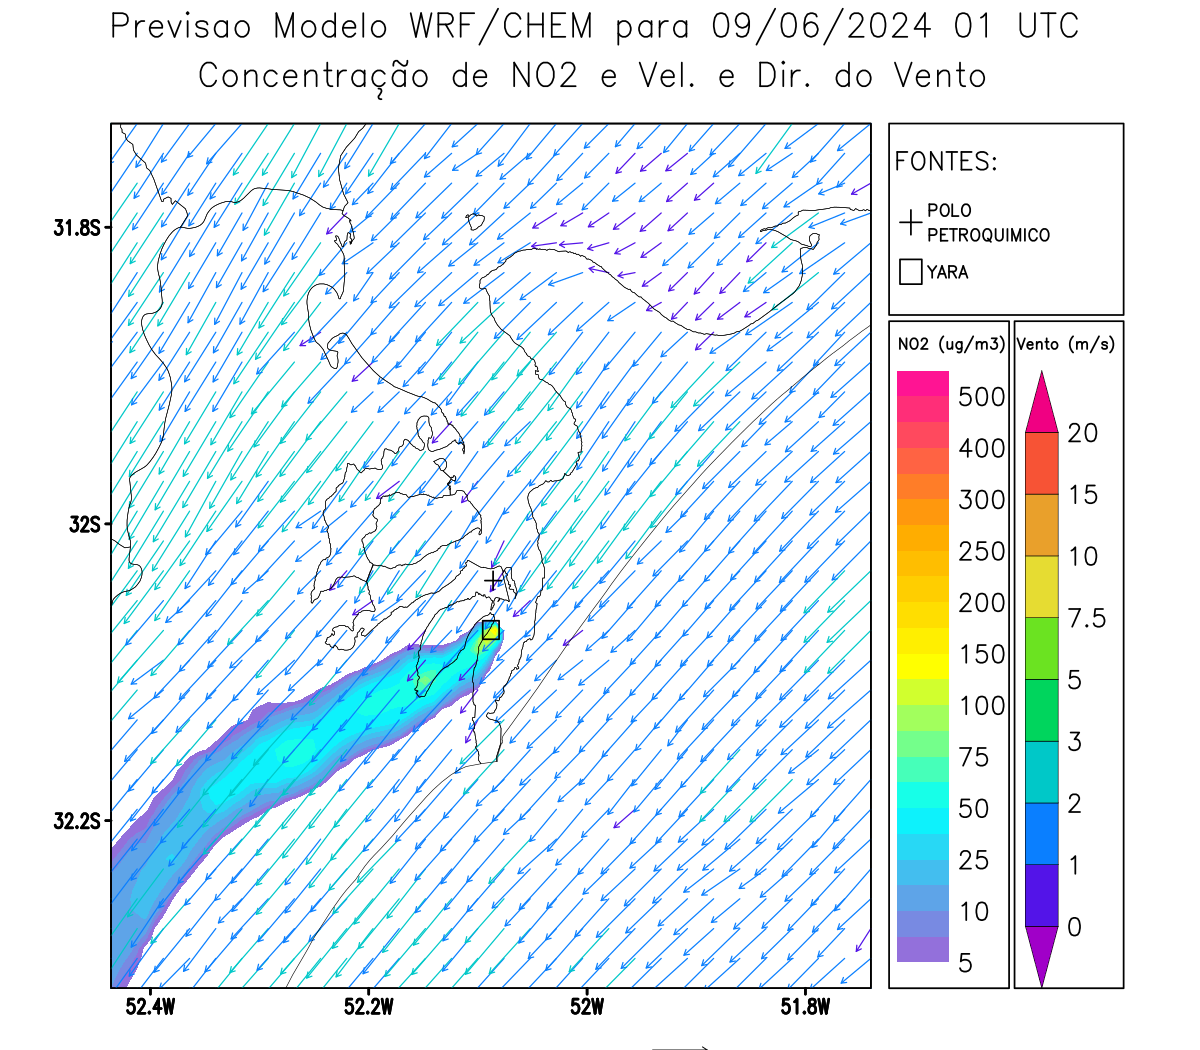 Previsao Modelo WRF/CHEM para 09/06/2024 01 UTC
Concentração de NO2 e Vel. e Dir. do Vento
FONTES:
POLO
PETROQUIMICO
YARA
NO2 (ug/m3)
500
400
300
250
200
150
100
75
50
25
10
5
Vento (m/s)
20
15
10
7.5
5
3
2
1
0
31.8S
32S
32.2S
52.4W
52.2W
52W
51.8W